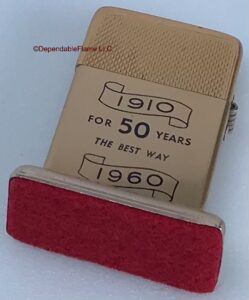 ©DependableFlame LLC
1910
FOR 50 YEARS
THE BEST WAY
1960